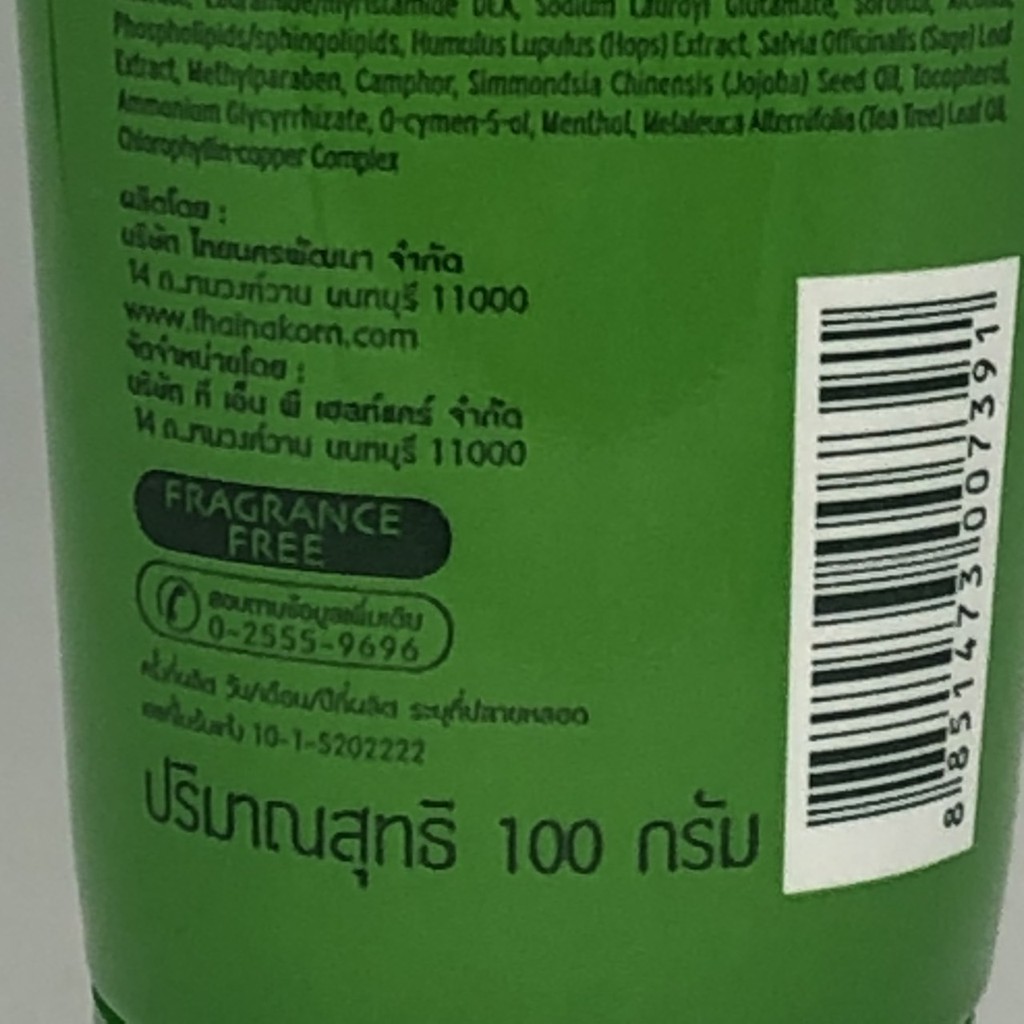 Lauramide/myristamide DEA, Sodium Lauroyl Glutamate,
Phospholipids/sphingolipids, Humulus Lupulus (Hops) Extract, Salvia Officinalis (Sage) Leaf
Extract, Methylparaben, Camphor, Simmondsia Chinensis (Jojoba) Seed Oil, Tocopherol,
Ammonium Glycyrrhizate, O-cymen-5-ol, Menthol, Melaleuca Alternifolia (Tea Tree) Leaf Oil,
Chlorophyllin-copper Complex
ผลิตโดย :
บริษัท ไทยนครพัฒนา จำกัด
14 ถ.งามวงศ์วาน นนทบุรี 11000
www.thainakorn.com
จัดจำหน่ายโดย :
บริษัท ที เอ็น พี เฮลท์แคร์ จำกัด
14 ถ.งามวงศ์วาน นนทบุรี 11000
FRAGRANCE
FREE
สอบถามข้อมูลเพิ่มเติม
0-2555-9696
ครั้งที่ผลิต วัน/เดือน/ปีที่ผลิต ระบุที่ปลายหลอด
เลขที่ใบรับแจ้ง 10-1-5202222
ปริมาณสุทธิ 100 กรัม
8851473007391